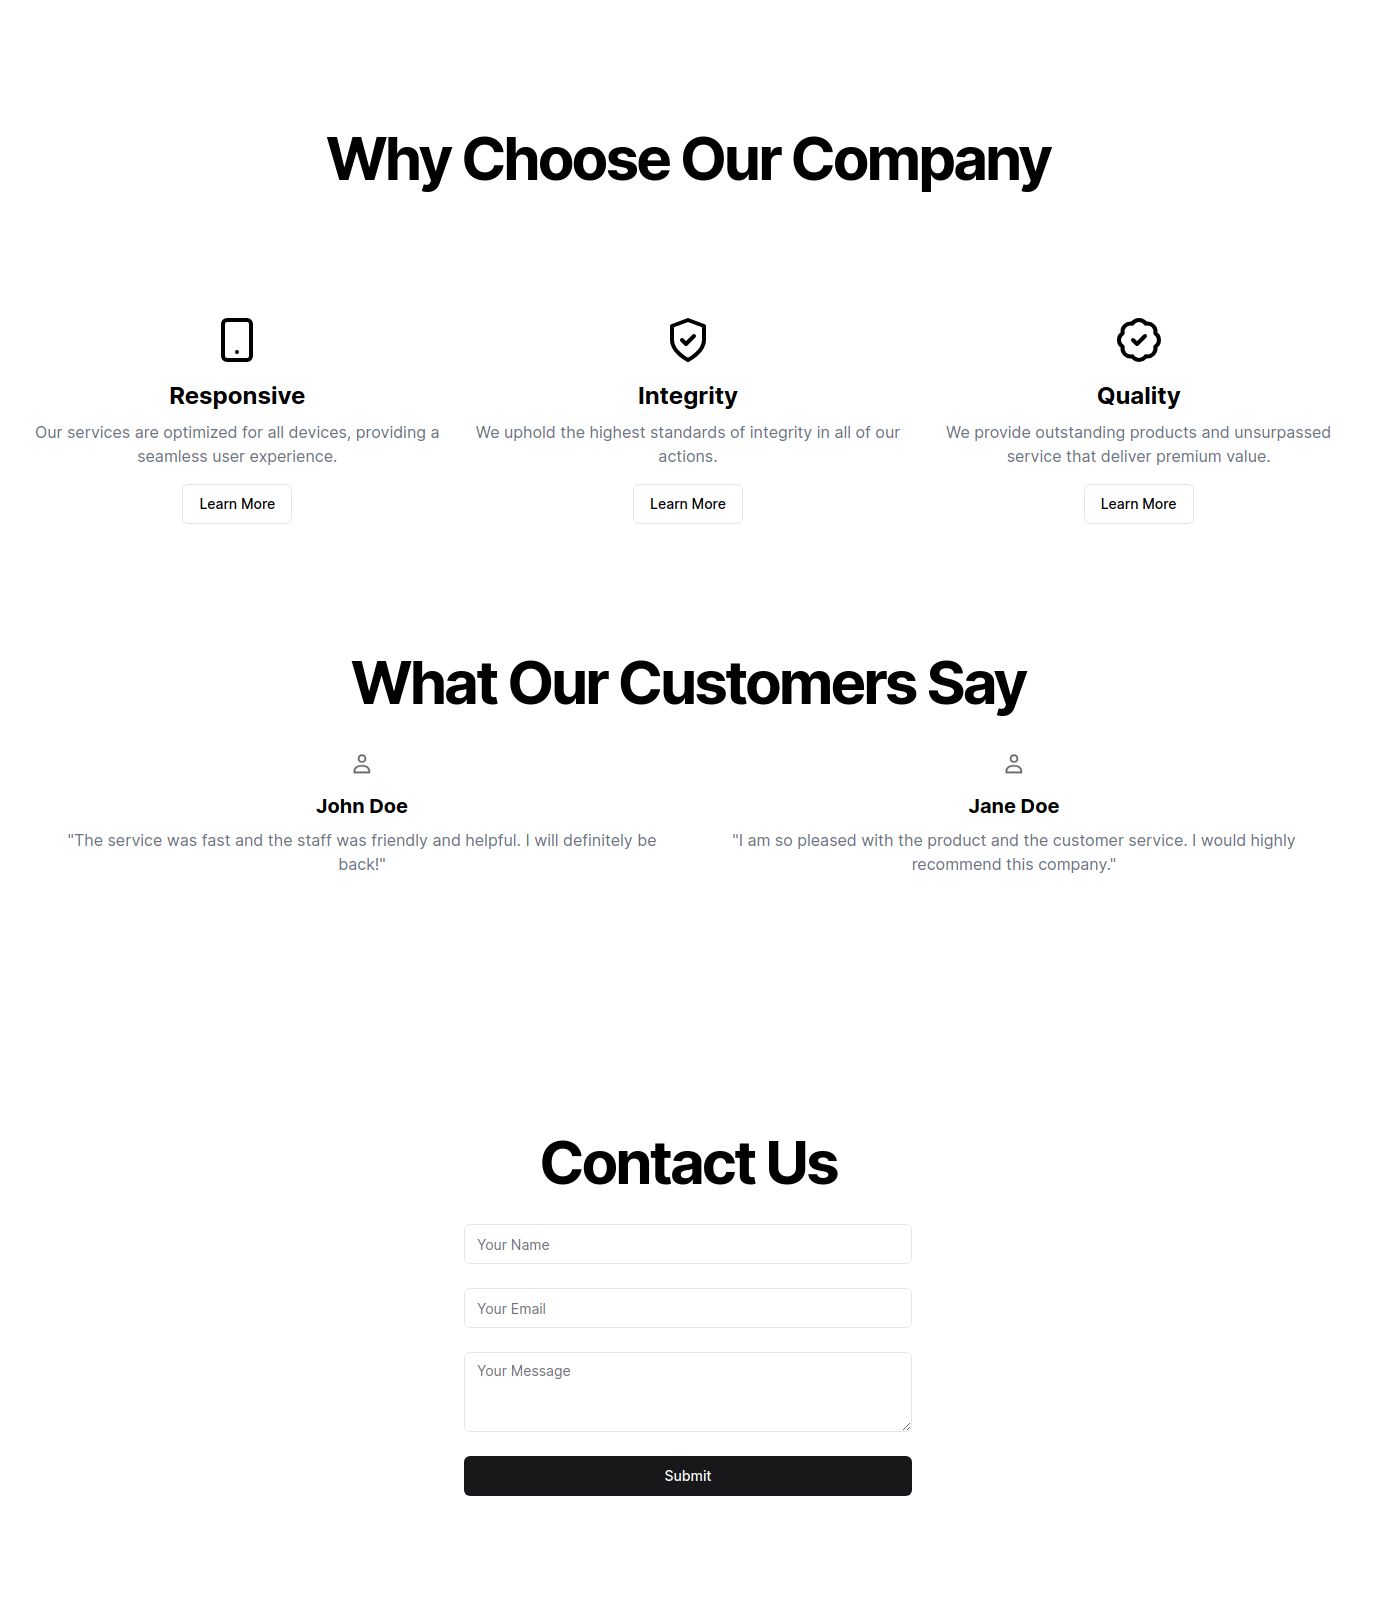 Why Choose Our Company
Responsive
Our services are optimized for all devices, providing a
seamless user experience.
Learn More
Integrity
We uphold the highest standards of integrity in all of our
actions.
Learn More
Quality
We provide outstanding products and unsurpassed
service that deliver premium value.
Learn More
What Our Customers Say
John Doe
"The service was fast and the staff was friendly and helpful. I will definitely be
back!"
Jane Doe
"I am so pleased with the product and the customer service. I would highly
recommend this company."
Contact Us
Your Name
Your Email
Your Message
Submit